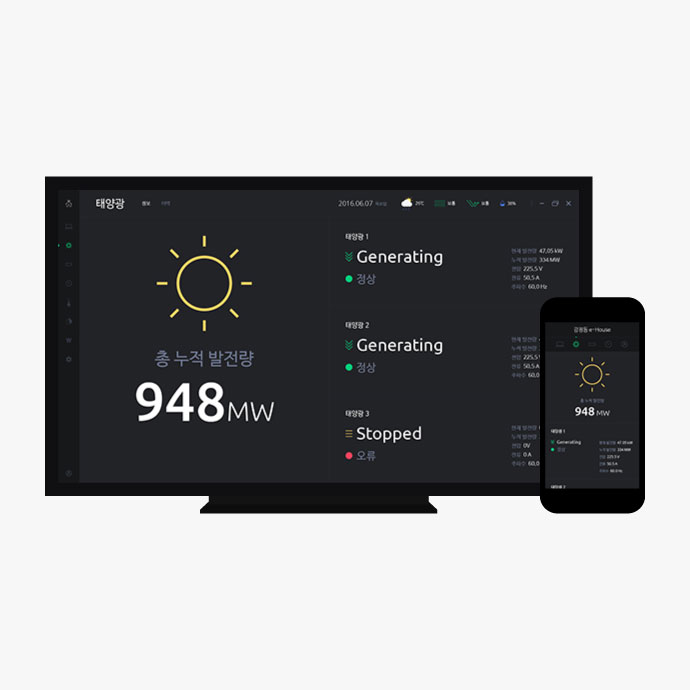 태양광 정보 이력
2016.06.07 26℃ 보통 보통 38%
총 누적 발전량
948MW
태양광 1
Generating
정상
현재 발전량 47.05 kW
누적 발전량 334 MW
전압 225.5 V
전류 50.5 A
주파수 60.0 Hz
태양광 2
Generating
정상
현재 발전량
누적 발전량
전압 225.5
전류 50.5 A
주파수 60.0
태양광 3
Stopped
오류
현재 발전량
누적 발전량
전압 0V
전류 0 A
주파수 60.0
e-House
총 누적 발전량
948 MW
태양광 1
Generating
정상
현재 발전량 47.05 kW
누적 발전량 334 MW
전압 225.5 V
전류 50.5 A
주파수 60.0 Hz
태양광 2